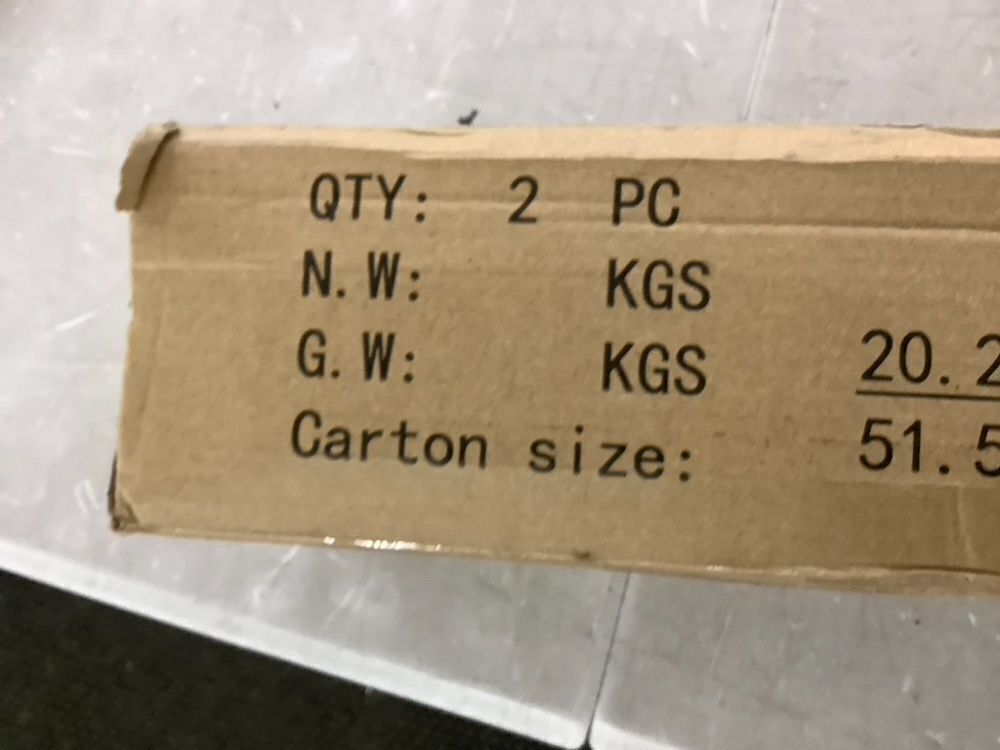 QTY: 2 PC
N.W: KGS
G.W: KGS 20.2
Carton size: 51.5